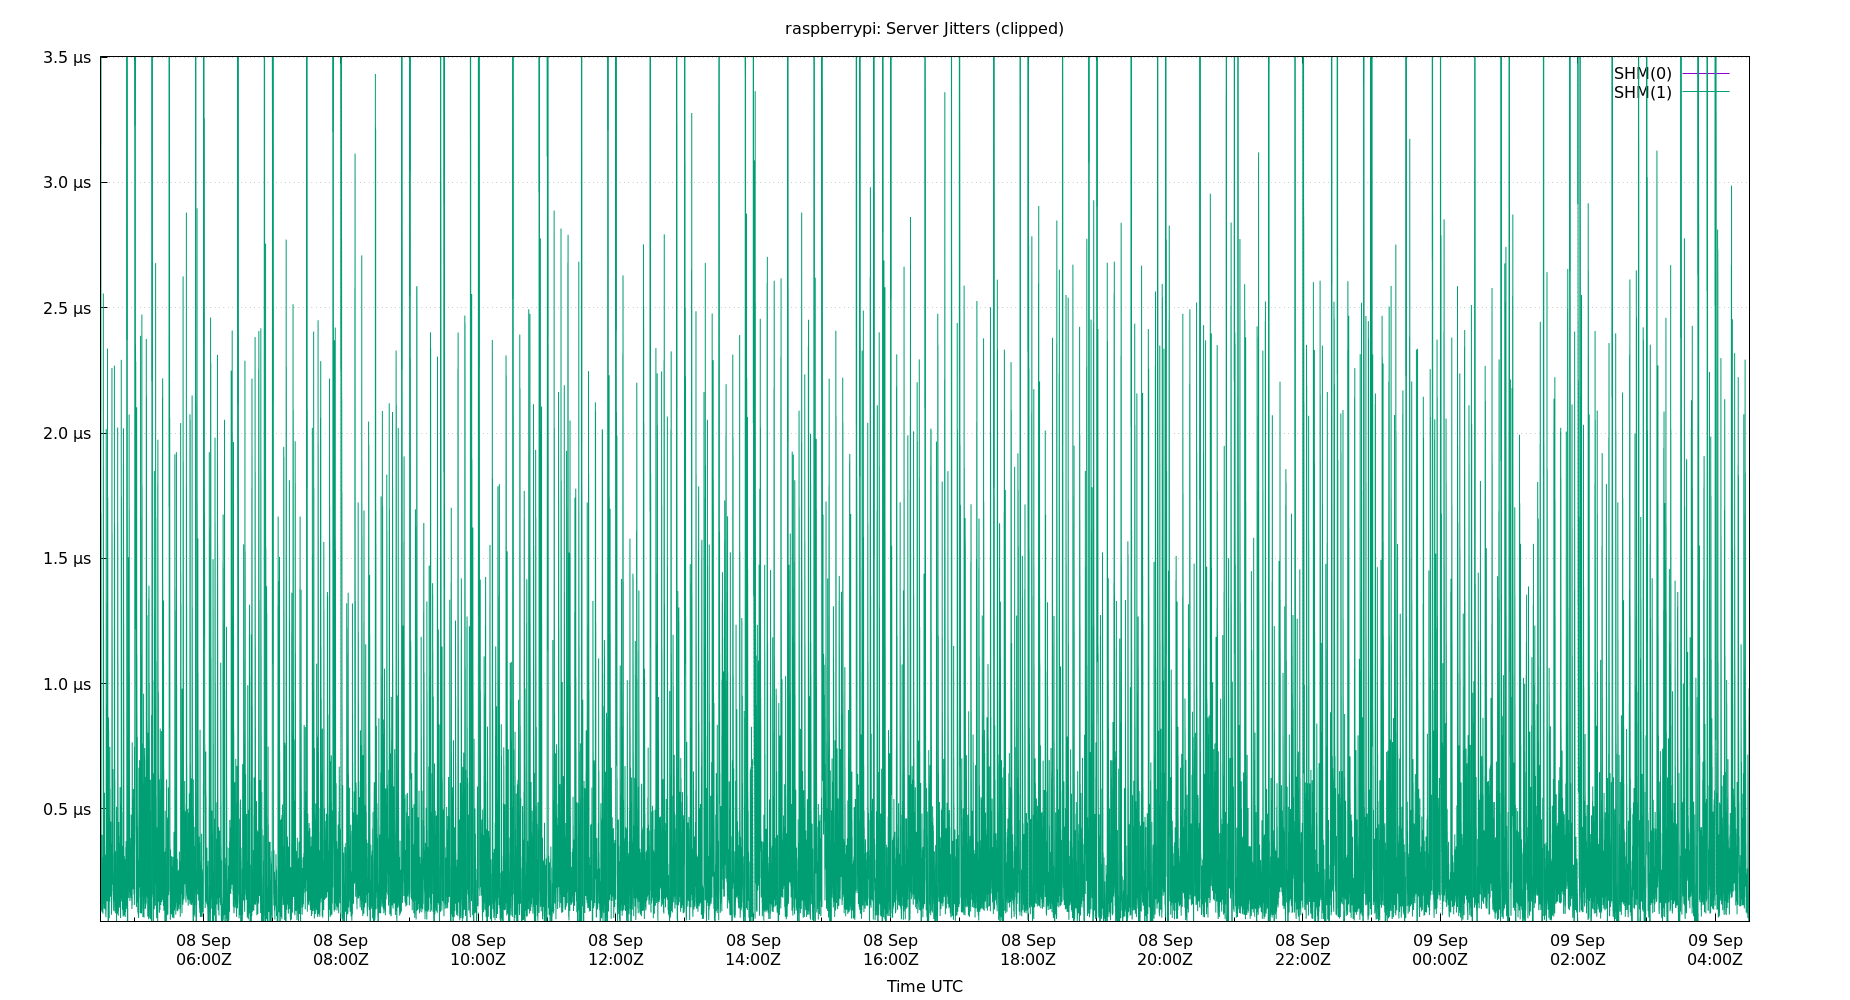 raspberrypi: Server Jitters (clipped)
3.5 µs
SHM(0)
SHM(1)
3.0 µs
2.5 µs
2.0 µs
1.5 µs
1.0 µs
0.5 µs
08 Sep 08 Sep 08 Sep 08 Sep 08 Sep 08 Sep 08 Sep 08 Sep 08 Sep 09 Sep 09 Sep 09 Sep
06:00Z 08:00Z 10:00Z 12:00Z 14:00Z 16:00Z 18:00Z 20:00Z 22:00Z 00:00Z 02:00Z 04:00Z
Time UTC